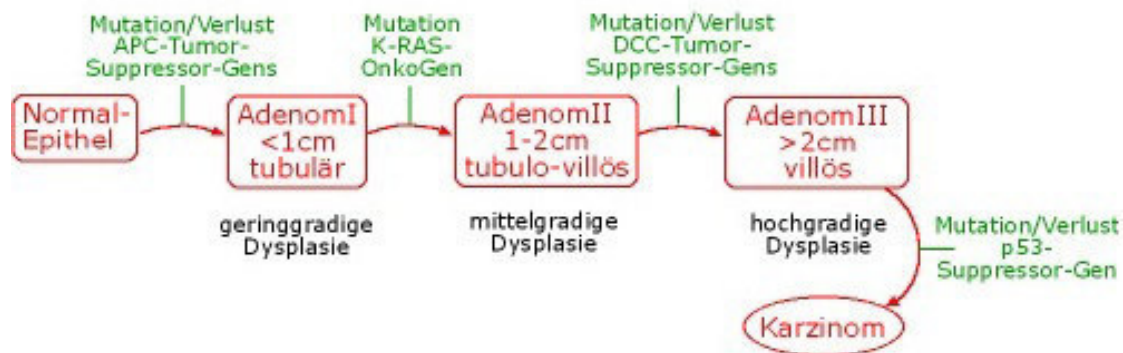 Mutation/Verlust
APC-Tumor-
Suppressor-Gens
Mutation
K-RAS-
OnkoGen
Mutation/Verlust
DCC-Tumor-
Suppressor-Gens
Normal-
Epithel
AdenomI
<1cm
tubulär
AdenomII
1-2cm
tubulo-villös
AdenomIII
>2cm
villös
geringgradige
Dysplasie
mittelgradige
Dysplasie
hochgradige
Dysplasie
Mutation/Verlust
p53-
Suppressor-Gen
Karzinom